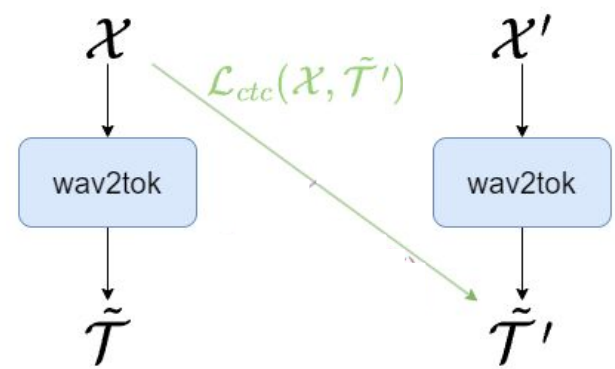 𝒳 𝒳′
ℒ_ctc(𝒳, 𝒯̃′)
wav2tok wav2tok
𝒯̃ 𝒯̃′